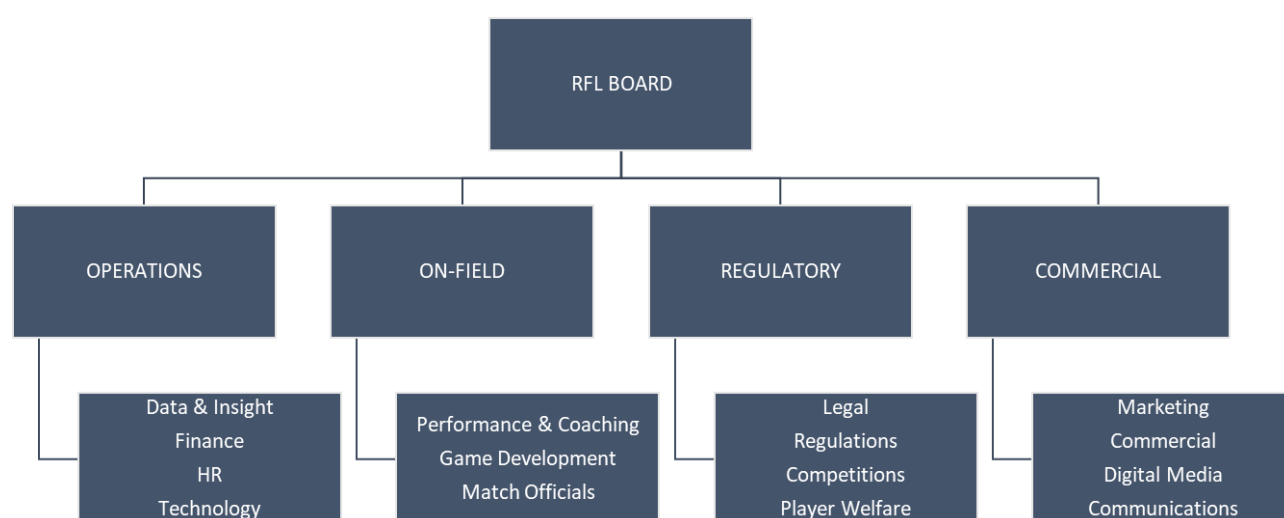 RFL BOARD
OPERATIONS
ON-FIELD
REGULATORY
COMMERCIAL
Data & Insight
Finance
HR
Technology
Performance & Coaching
Game Development
Match Officials
Legal
Regulations
Competitions
Player Welfare
Marketing
Commercial
Digital Media
Communications